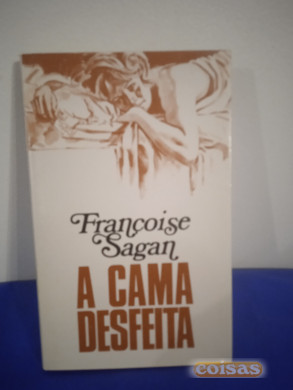 Françoise
Sagan
A CAMA
DESFEITA
coisas